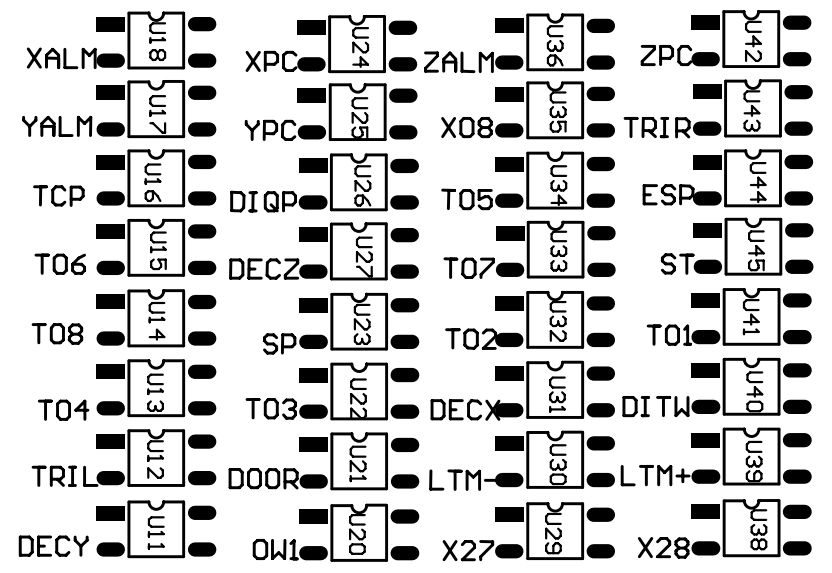 U18 U24 U36 U42
XALM XPC ZALM ZPC
U17 U25 U35 U43
YALM YPC X08 TRIR
U16 U26 U34 U44
TCP DIQP T05 ESP
U15 U27 U33 U45
T06 DECZ T07 ST
U14 U23 U32 U41
T08 SP T02 T01
U13 U22 U31 U40
T04 T03 DECX DITW
U12 U21 U30 U39
TRIL DOOR LTM- LTM+
U11 U20 U29 U38
DECY OW1 X27 X28